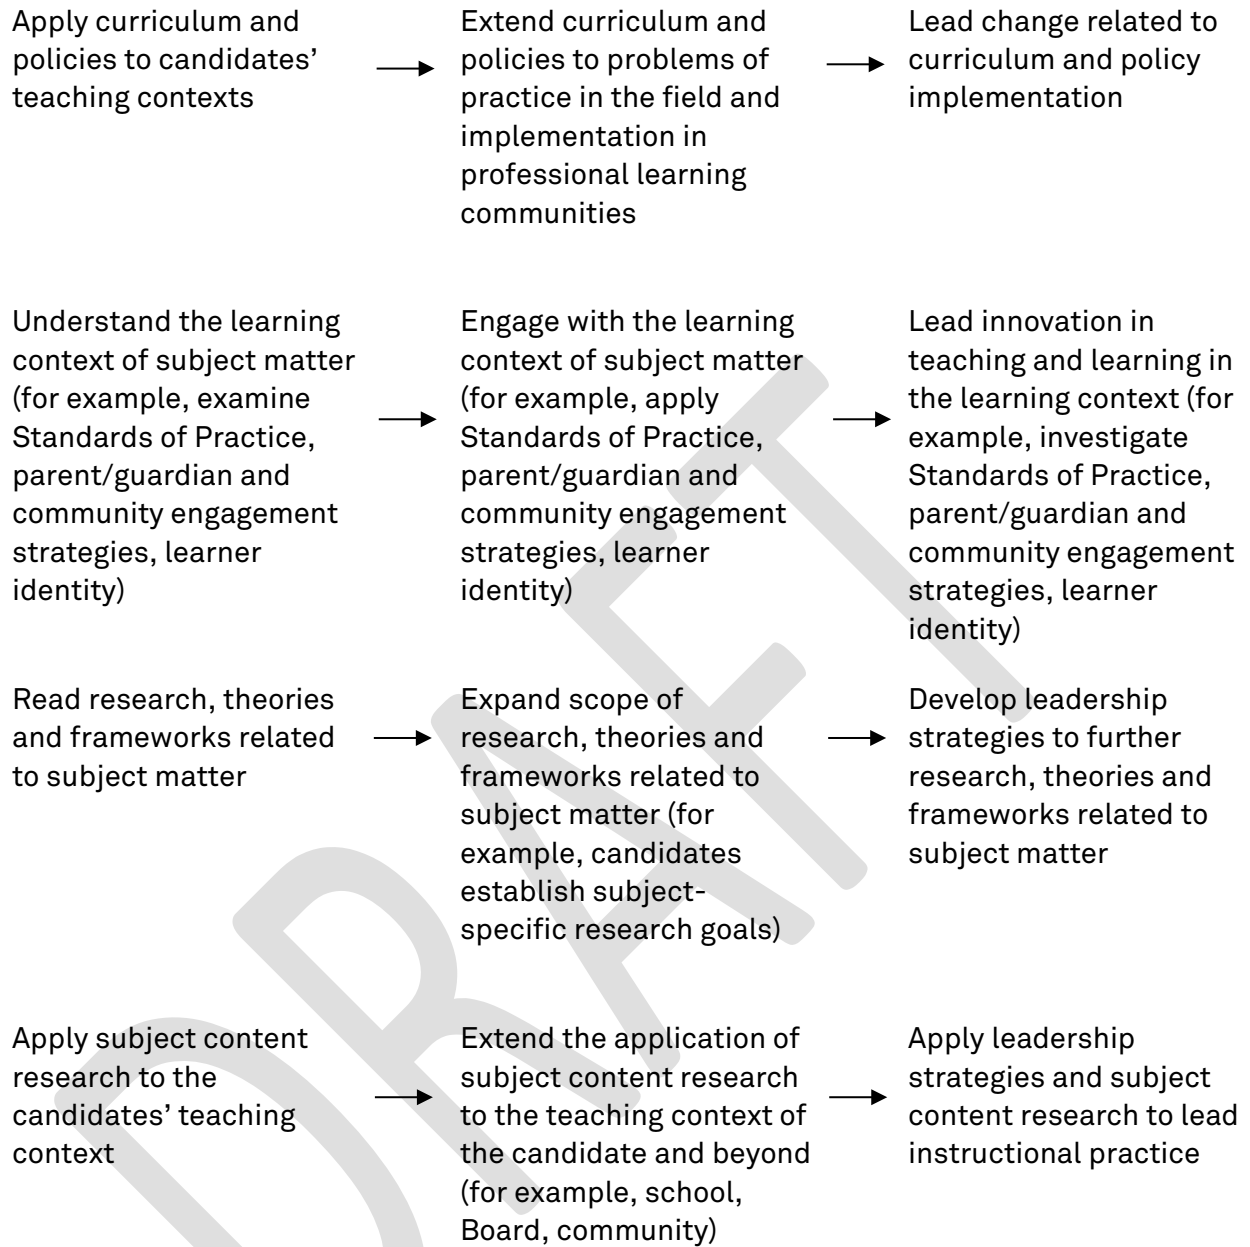 Apply curriculum and
policies to candidates’
teaching contexts
Extend curriculum and
policies to problems of
practice in the field and
implementation in
professional learning
communities
Lead change related to
curriculum and policy
implementation
Understand the learning
context of subject matter
(for example, examine
Standards of Practice,
parent/guardian and
community engagement
strategies, learner
identity)
Engage with the learning
context of subject matter
(for example, apply
Standards of Practice,
parent/guardian and
community engagement
strategies, learner
identity)
Lead innovation in
teaching and learning in
the learning context (for
example, investigate
Standards of Practice,
parent/guardian and
community engagement
strategies, learner
identity)
Read research, theories
and frameworks related
to subject matter
Expand scope of
research, theories and
frameworks related to
subject matter (for
example, candidates
establish subject-
specific research goals)
Develop leadership
strategies to further
research, theories and
frameworks related to
subject matter
Apply subject content
research to the
candidates’ teaching
context
Extend the application of
subject content research
to the teaching context of
the candidate and beyond
(for example, school,
Board, community)
Apply leadership
strategies and subject
content research to lead
instructional practice
DRAFT